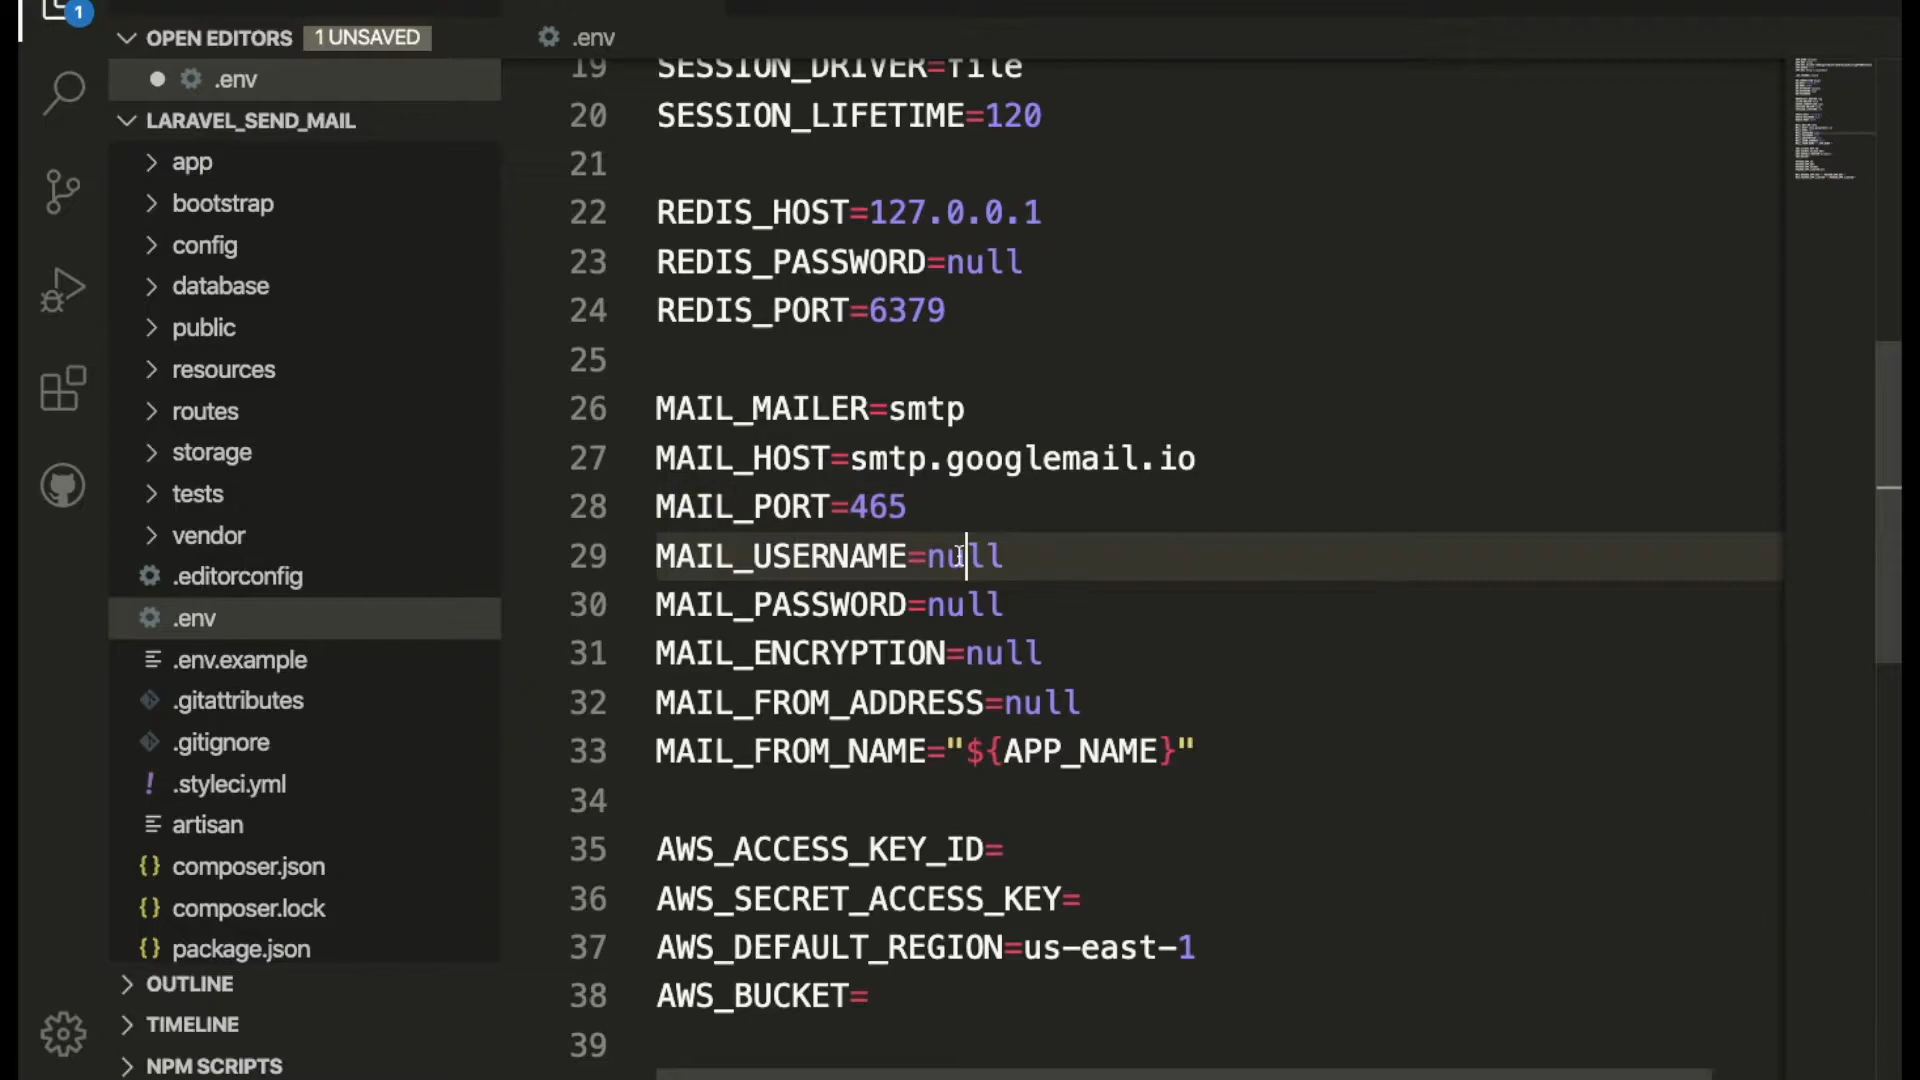 1
OPEN EDITORS 1 UNSAVED
.env
LARAVEL_SEND_MAIL
app
bootstrap
config
database
public
resources
routes
storage
tests
vendor
.editorconfig
.env
.env.example
.gitattributes
.gitignore
.styleci.yml
artisan
composer.json
composer.lock
package.json
OUTLINE
TIMELINE
NPM SCRIPTS
.env
19 SESSION_DRIVER=file
20 SESSION_LIFETIME=120
21
22 REDIS_HOST=127.0.0.1
23 REDIS_PASSWORD=null
24 REDIS_PORT=6379
25
26 MAIL_MAILER=smtp
27 MAIL_HOST=smtp.googlemail.io
28 MAIL_PORT=465
29 MAIL_USERNAME=null
30 MAIL_PASSWORD=null
31 MAIL_ENCRYPTION=null
32 MAIL_FROM_ADDRESS=null
33 MAIL_FROM_NAME="${APP_NAME}"
34
35 AWS_ACCESS_KEY_ID=
36 AWS_SECRET_ACCESS_KEY=
37 AWS_DEFAULT_REGION=us-east-1
38 AWS_BUCKET=
39